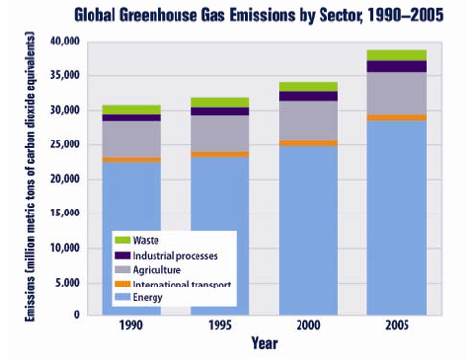 Global Greenhouse Gas Emissions by Sector, 1990–2005
Emissions (million metric tons of carbon dioxide equivalents)
40,000
35,000
30,000
25,000
20,000
15,000
10,000
5.000
0
Waste
Industrial processes
Agriculture
International transport
Energy
1990 1995 2000 2005
Year